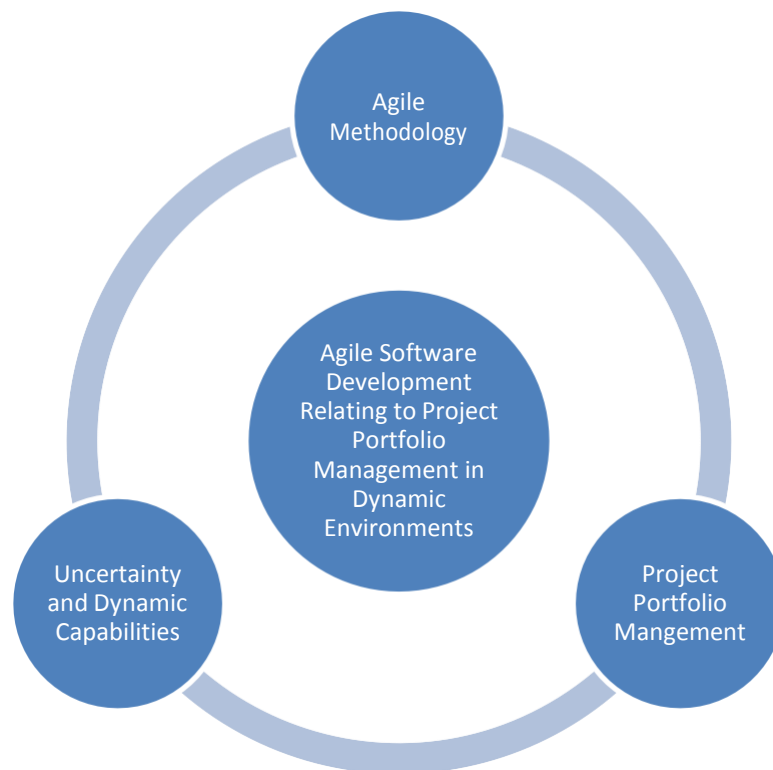 Agile
Methodology
Agile Software
Development
Relating to Project
Portfolio
Management in
Dynamic
Environments
Uncertainty
and Dynamic
Capabilities
Project
Portfolio
Mangement